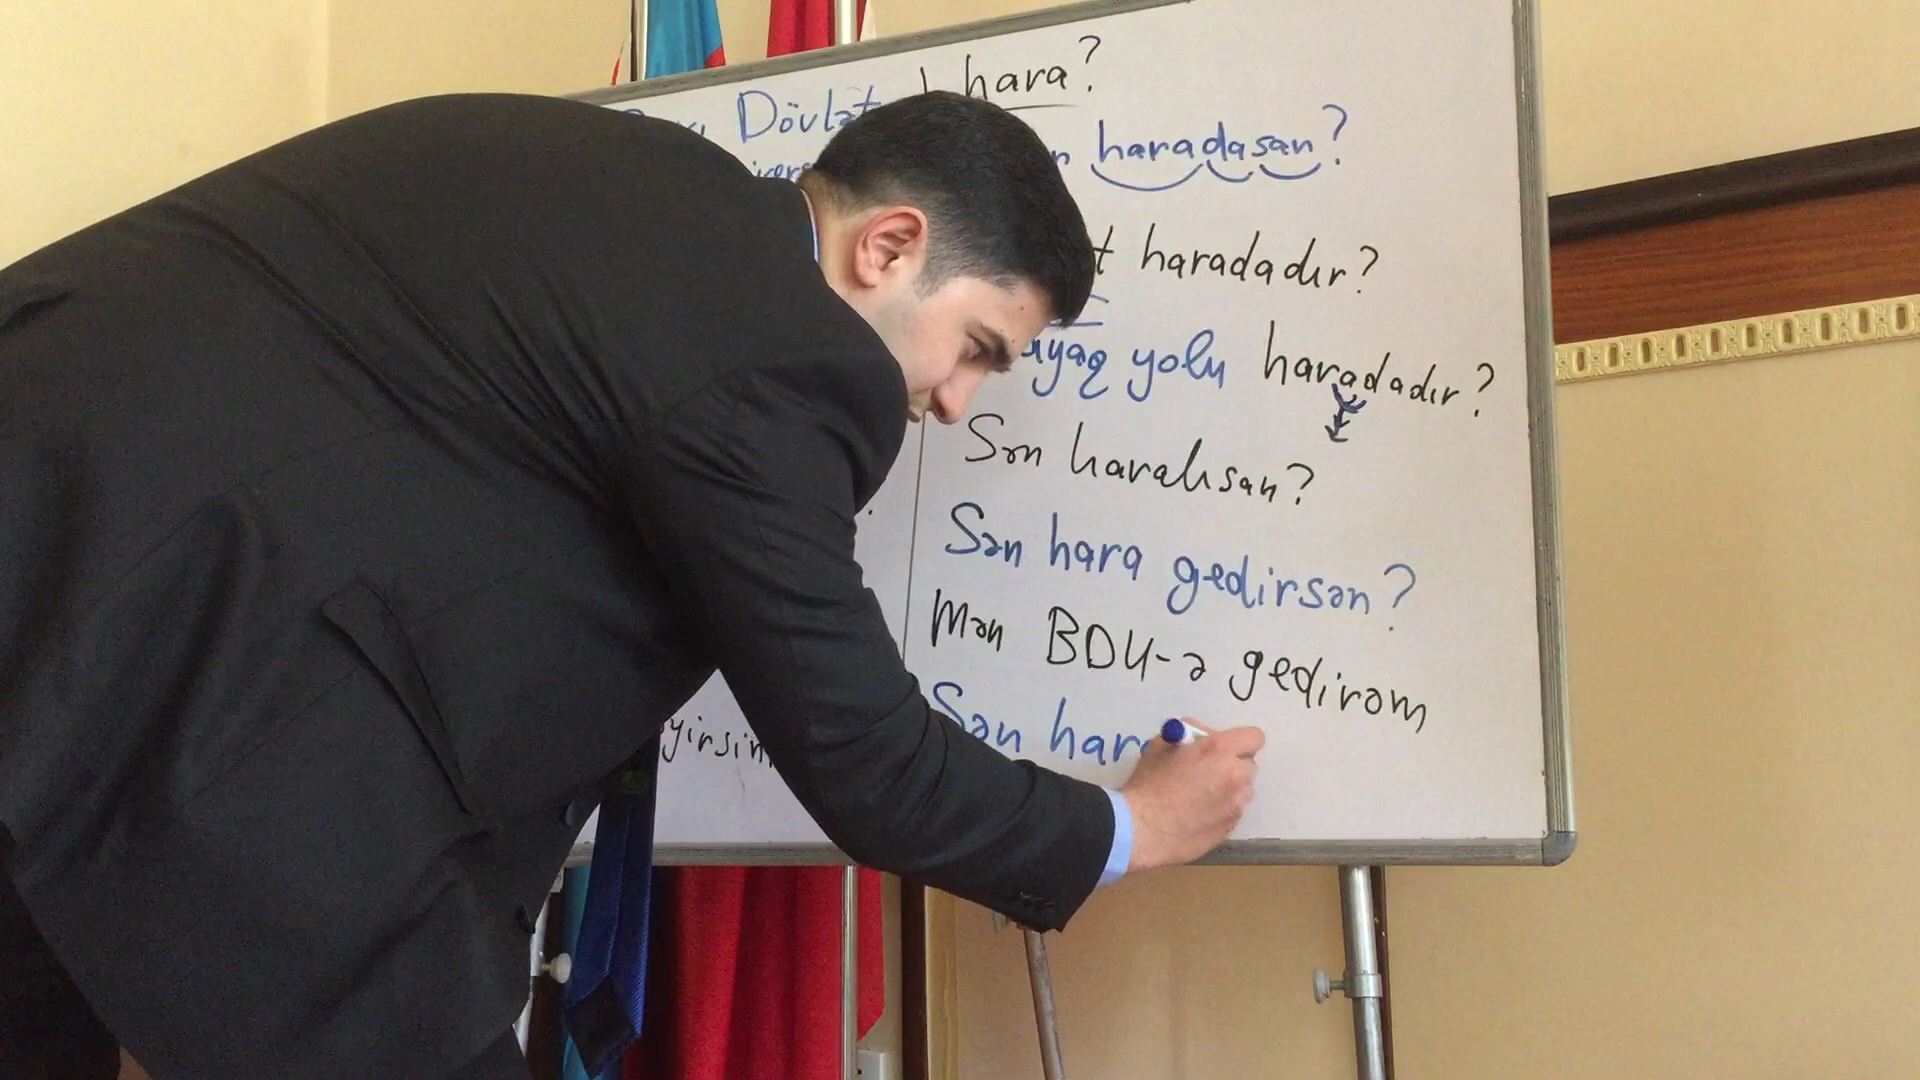 Dövlət
hara?
haradasan?
haradadır?
ayaq yolu haradadır?
Sən haralısan?
Sən hara gedirsən?
Mən BDU-ə gedirəm
Sən hara